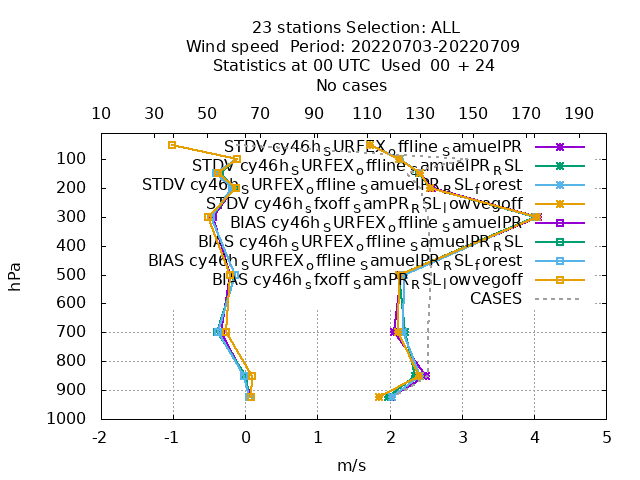 23 stations Selection: ALL
Wind speed  Period: 20220703-20220709
Statistics at 00 UTC  Used  00 + 24
No cases
10 30 50 70 90 110 130 150 170 190
STDV cy46h_SURFEX_offline_SamuelPR
100
STDV cy46h_SURFEX_offline_SamuelPR_RSL
STDV cy46h_SURFEX_offline_SamuelPR_RSL_forest
200
STDV cy46h_sfxoff_SamPR_RSL_lowvegoff
300
BIAS cy46h_SURFEX_offline_SamuelPR
BIAS cy46h_SURFEX_offline_SamuelPR_RSL
400
BIAS cy46h_SURFEX_offline_SamuelPR_RSL_forest
500
BIAS cy46h_sfxoff_SamPR_RSL_lowvegoff
CASES
600
700
800
900
1000
hPa
-2 -1 0 1 2 3 4 5
m/s